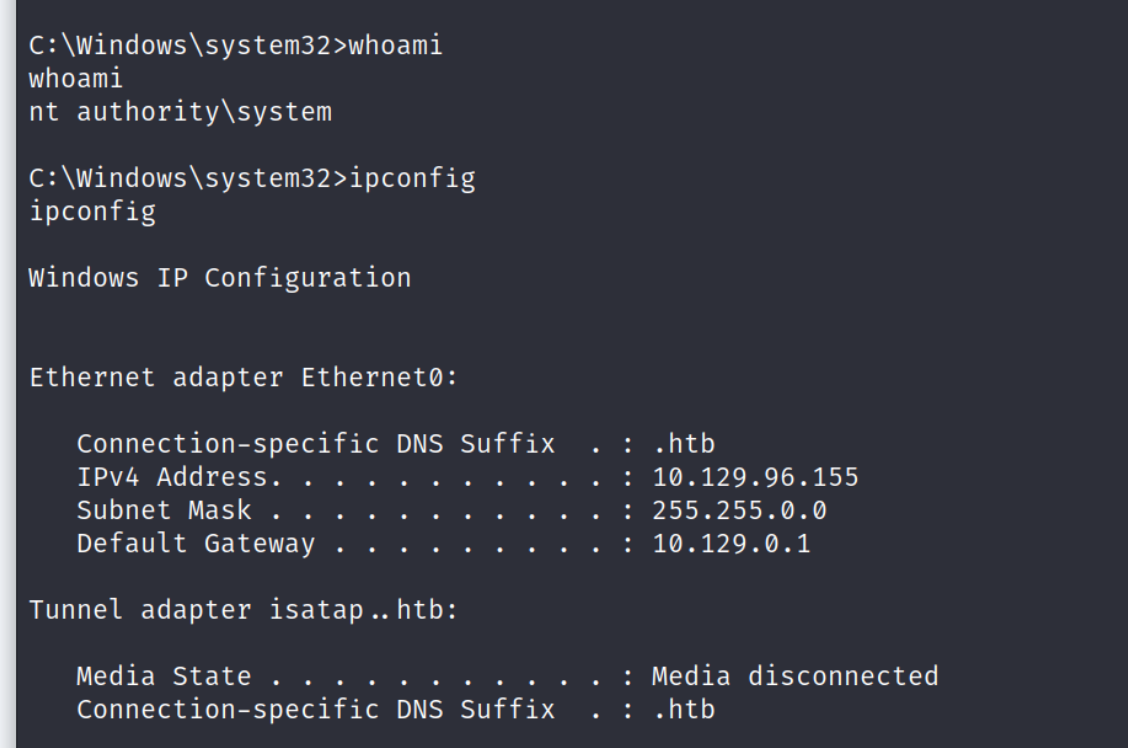 C:\Windows\system32>whoami
whoami
nt authority\system
C:\Windows\system32>ipconfig
ipconfig
Windows IP Configuration
Ethernet adapter Ethernet0:
Connection-specific DNS Suffix  . : .htb
IPv4 Address. . . . . . . . . . . : 10.129.96.155
Subnet Mask . . . . . . . . . . . : 255.255.0.0
Default Gateway . . . . . . . . . : 10.129.0.1
Tunnel adapter isatap..htb:
Media State . . . . . . . . . . . : Media disconnected
Connection-specific DNS Suffix  . : .htb